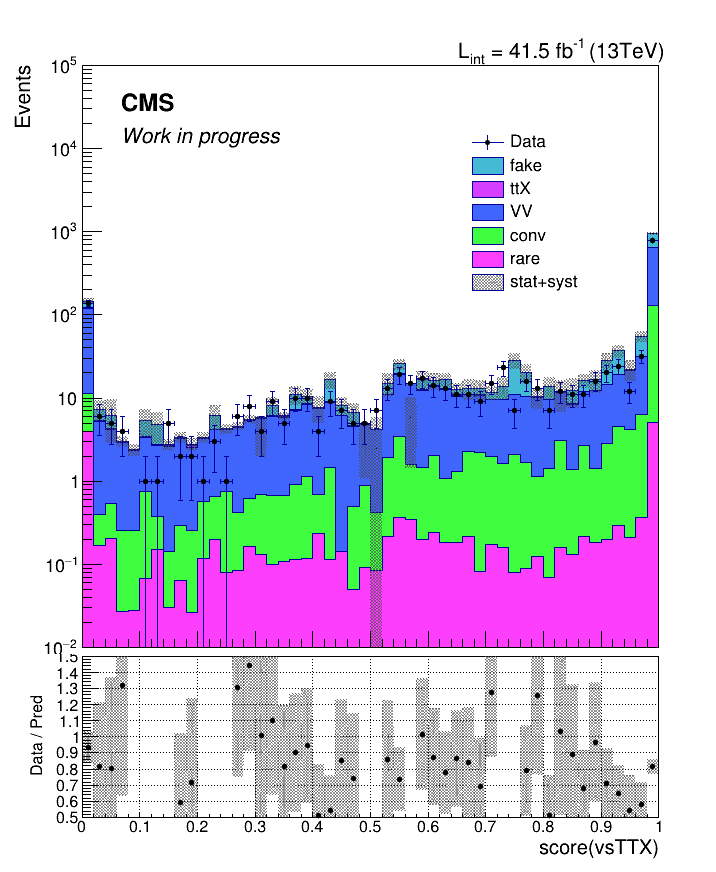 L_int = 41.5 fb^-1 (13TeV)
Events
10^5
10^4
10^3
10^2
10
1
10^-1
10^-2
CMS
Work in progress
Data
fake
ttX
VV
conv
rare
stat+syst
Data / Pred
1.5
1.4
1.3
1.2
1.1
1
0.9
0.8
0.7
0.6
0.5
0 0.1 0.2 0.3 0.4 0.5 0.6 0.7 0.8 0.9 1
score(vsTTX)